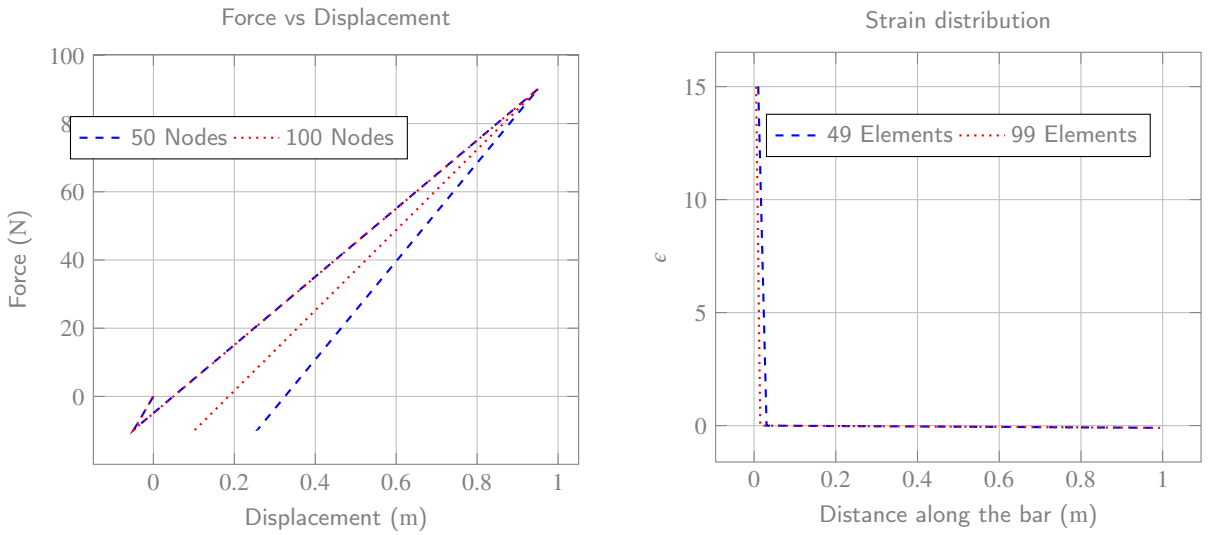 Force vs Displacement
100
8
60
40
20
0
Force (N)
50 Nodes
100 Nodes
0
0.2
0.4
0.6
0.8
1
Displacement (m)
Strain distribution
15
10
5
0
ϵ
49 Elements
99 Elements
0
0.2
0.4
0.6
0.8
1
Distance along the bar (m)